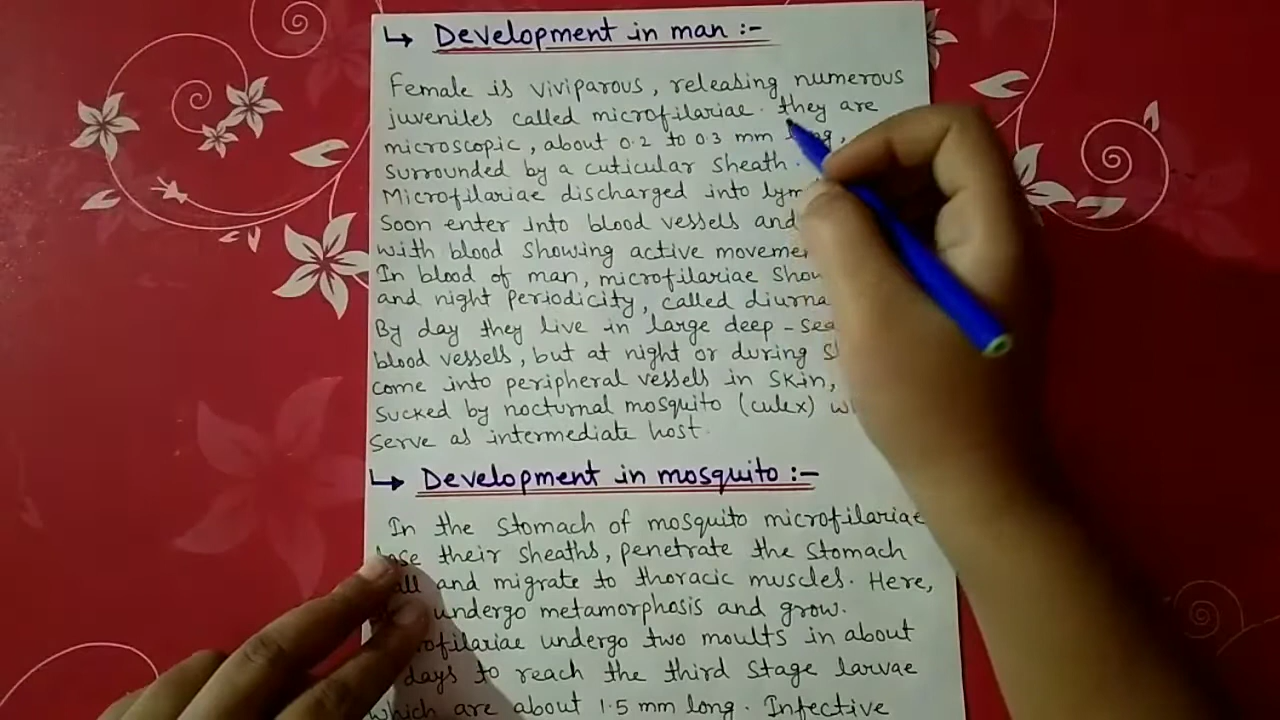 ↳ Development in man :-
Female is viviparous, releasing numerous
juveniles called microfilariae. they are
microscopic, about 0.2 to 0.3 mm
surrounded by a cuticular sheath.
Microfilariae discharged into
Soon enter into blood vessels and
with blood showing active
In blood of man, microfilariae
and night periodicity, called
By day they live in large deep -
blood vessels, but at night or during
come into peripheral vessels in skin,
sucked by nocturnal mosquito (culex)
serve as intermediate host.
↳ Development in mosquito :-
In the stomach of mosquito microfilariae
their sheaths, penetrate the stomach
and migrate to thoracic muscles. Here,
undergo metamorphosis and grow.
undergo two moults in about
days to reach the third stage larvae
which are about 1.5 mm long. Infective